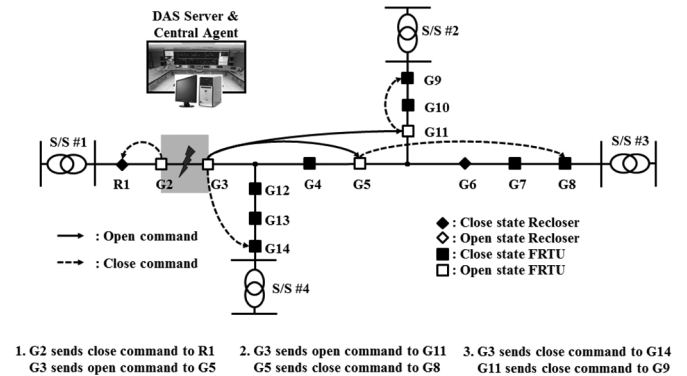 DAS Server &
Central Agent
S/S #2
G9
G10
G11
S/S #1
S/S #3
R1
G2
G3
G4
G5
G6
G7
G8
G12
G13
G14
S/S #4
: Open command
: Close command
: Close state Recloser
: Open state Recloser
: Close state FRTU
: Open state FRTU
1. G2 sends close command to R1
G3 sends open command to G5
2. G3 sends open command to G11
G5 sends close command to G8
3. G3 sends close command to G14
G11 sends close command to G9